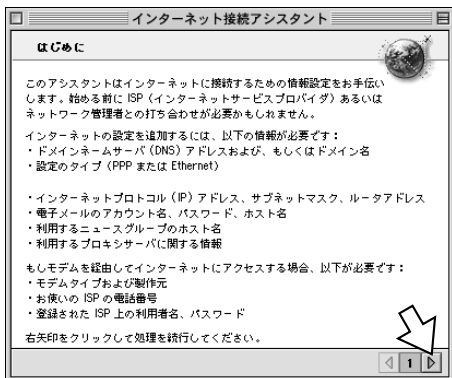 インターネット接続アシスタント
はじめに
このアシスタントはインターネットに接続するための情報設定をお手伝い
します。始める前に ISP（インターネットサービスプロバイダ）あるいは
ネットワーク管理者との打ち合わせが必要かもしれません。
インターネットの設定を追加するには、以下の情報が必要です：
・ドメインネームサーバ（DNS）アドレスおよび、もしくはドメイン名
・設定のタイプ（PPP または Ethernet）
・インターネットプロトコル（IP）アドレス、サブネットマスク、ルータアドレス
・電子メールのアカウント名、パスワード、ホスト名
・利用するニュースグループのホスト名
・利用するプロキシサーバに関する情報
もしモデムを経由してインターネットにアクセスする場合、以下が必要です：
・モデムタイプおよび製作元
・お使いの ISP の電話番号
・登録された ISP 上の利用者名、パスワード
右矢印をクリックして処理を続行してください。
1